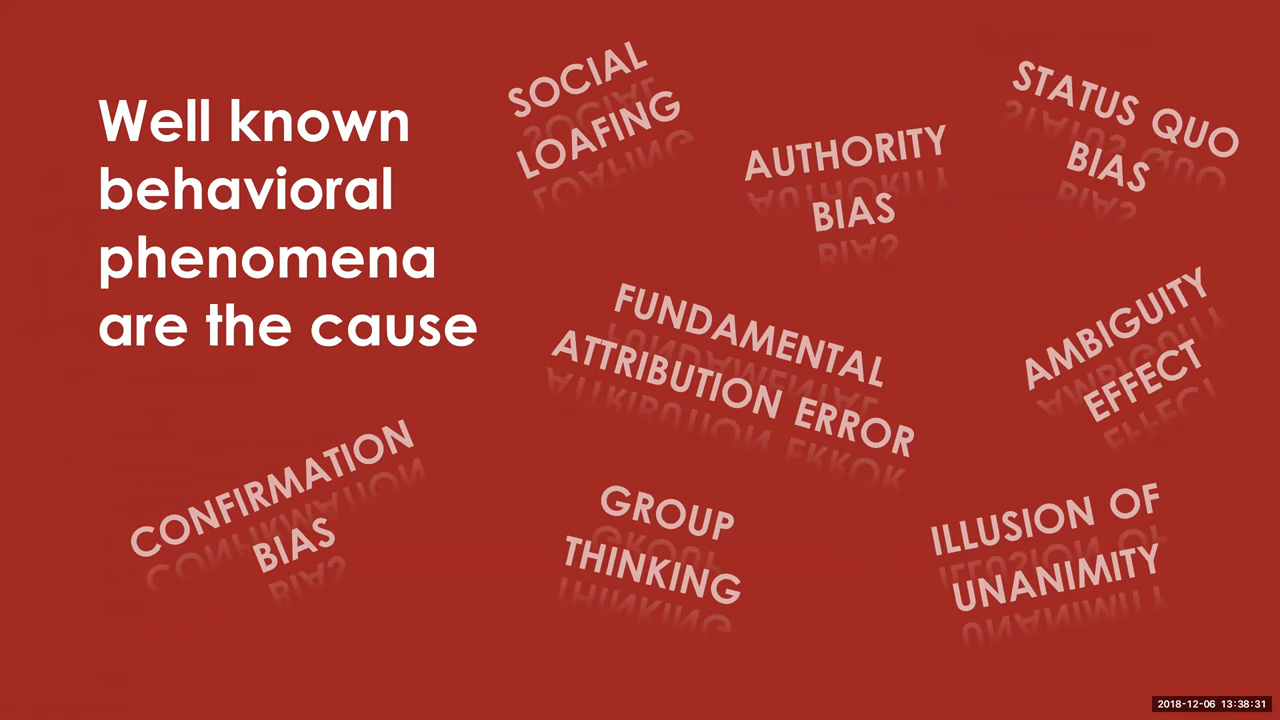 Well known
behavioral
phenomena
are the cause
SOCIAL
LOAFING
AUTHORITY
BIAS
STATUS QUO
BIAS
FUNDAMENTAL
ATTRIBUTION ERROR
AMBIGUITY
EFFECT
CONFIRMATION
BIAS
GROUP
THINKING
ILLUSION OF
UNANIMITY
2018-12-06 13:38:31